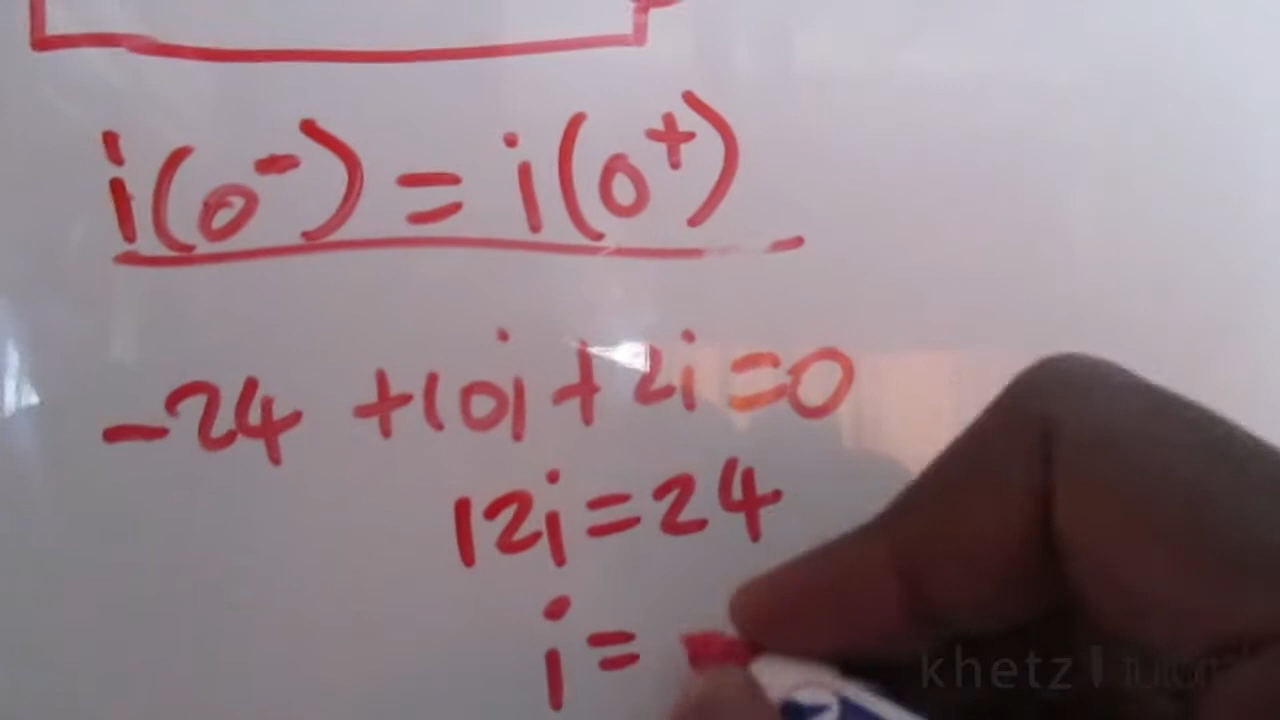 i(0⁻) = i(0⁺)
-24 +10i + 2i = 0
12i = 24
i =
khetz